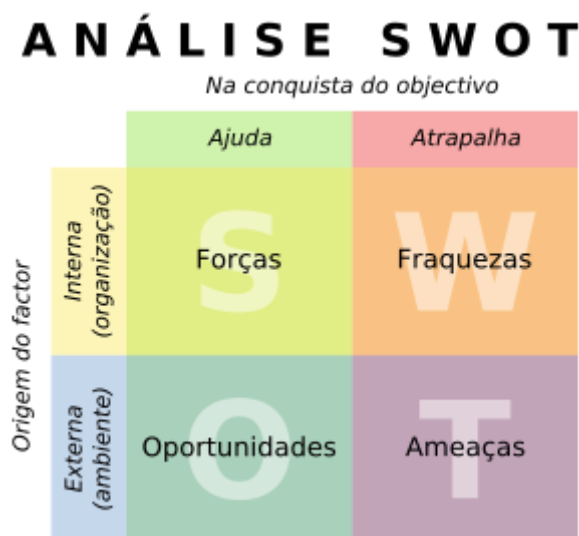 ANÁLISE SWOT
Na conquista do objectivo
Ajuda
Atrapalha
Origem do factor
Interna
(organização)
S
Forças
W
Fraquezas
Externa
(ambiente)
O
Oportunidades
T
Ameaças